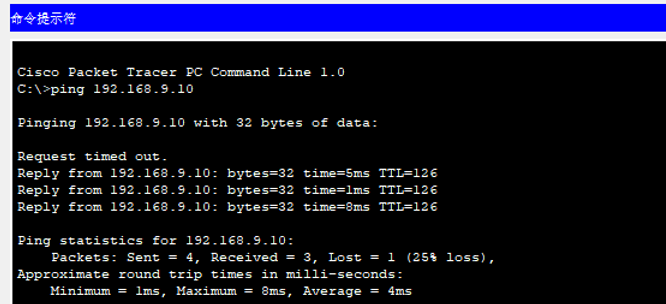 命令提示符
Cisco Packet Tracer PC Command Line 1.0
C:\>ping 192.168.9.10
Pinging 192.168.9.10 with 32 bytes of data:
Request timed out.
Reply from 192.168.9.10: bytes=32 time=5ms TTL=126
Reply from 192.168.9.10: bytes=32 time=1ms TTL=126
Reply from 192.168.9.10: bytes=32 time=8ms TTL=126
Ping statistics for 192.168.9.10:
Packets: Sent = 4, Received = 3, Lost = 1 (25% loss),
Approximate round trip times in milli-seconds:
Minimum = 1ms, Maximum = 8ms, Average = 4ms